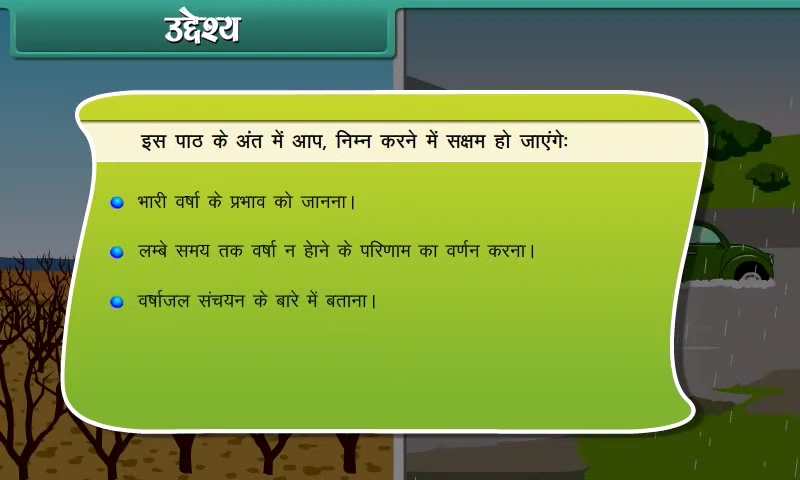 उद्देश्य
इस पाठ के अंत में आप, निम्न करने में सक्षम हो जाएंगेः
भारी वर्षा के प्रभाव को जानना।
लम्बे समय तक वर्षा न हेाने के परिणाम का वर्णन करना।
वर्षाजल संचयन के बारे में बताना।